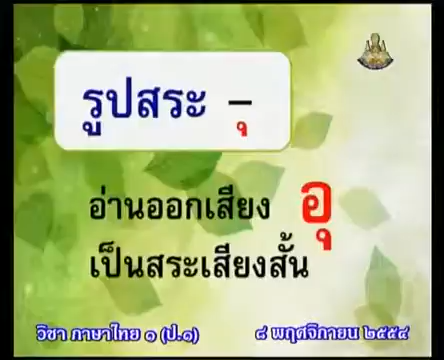 รูปสระ –ุ
อ่านออกเสียง อุ
เป็นสระเสียงสั้น
วิชา ภาษาไทย ๑ (ป.๑) ๘ พฤศจิกายน ๒๕๕๔